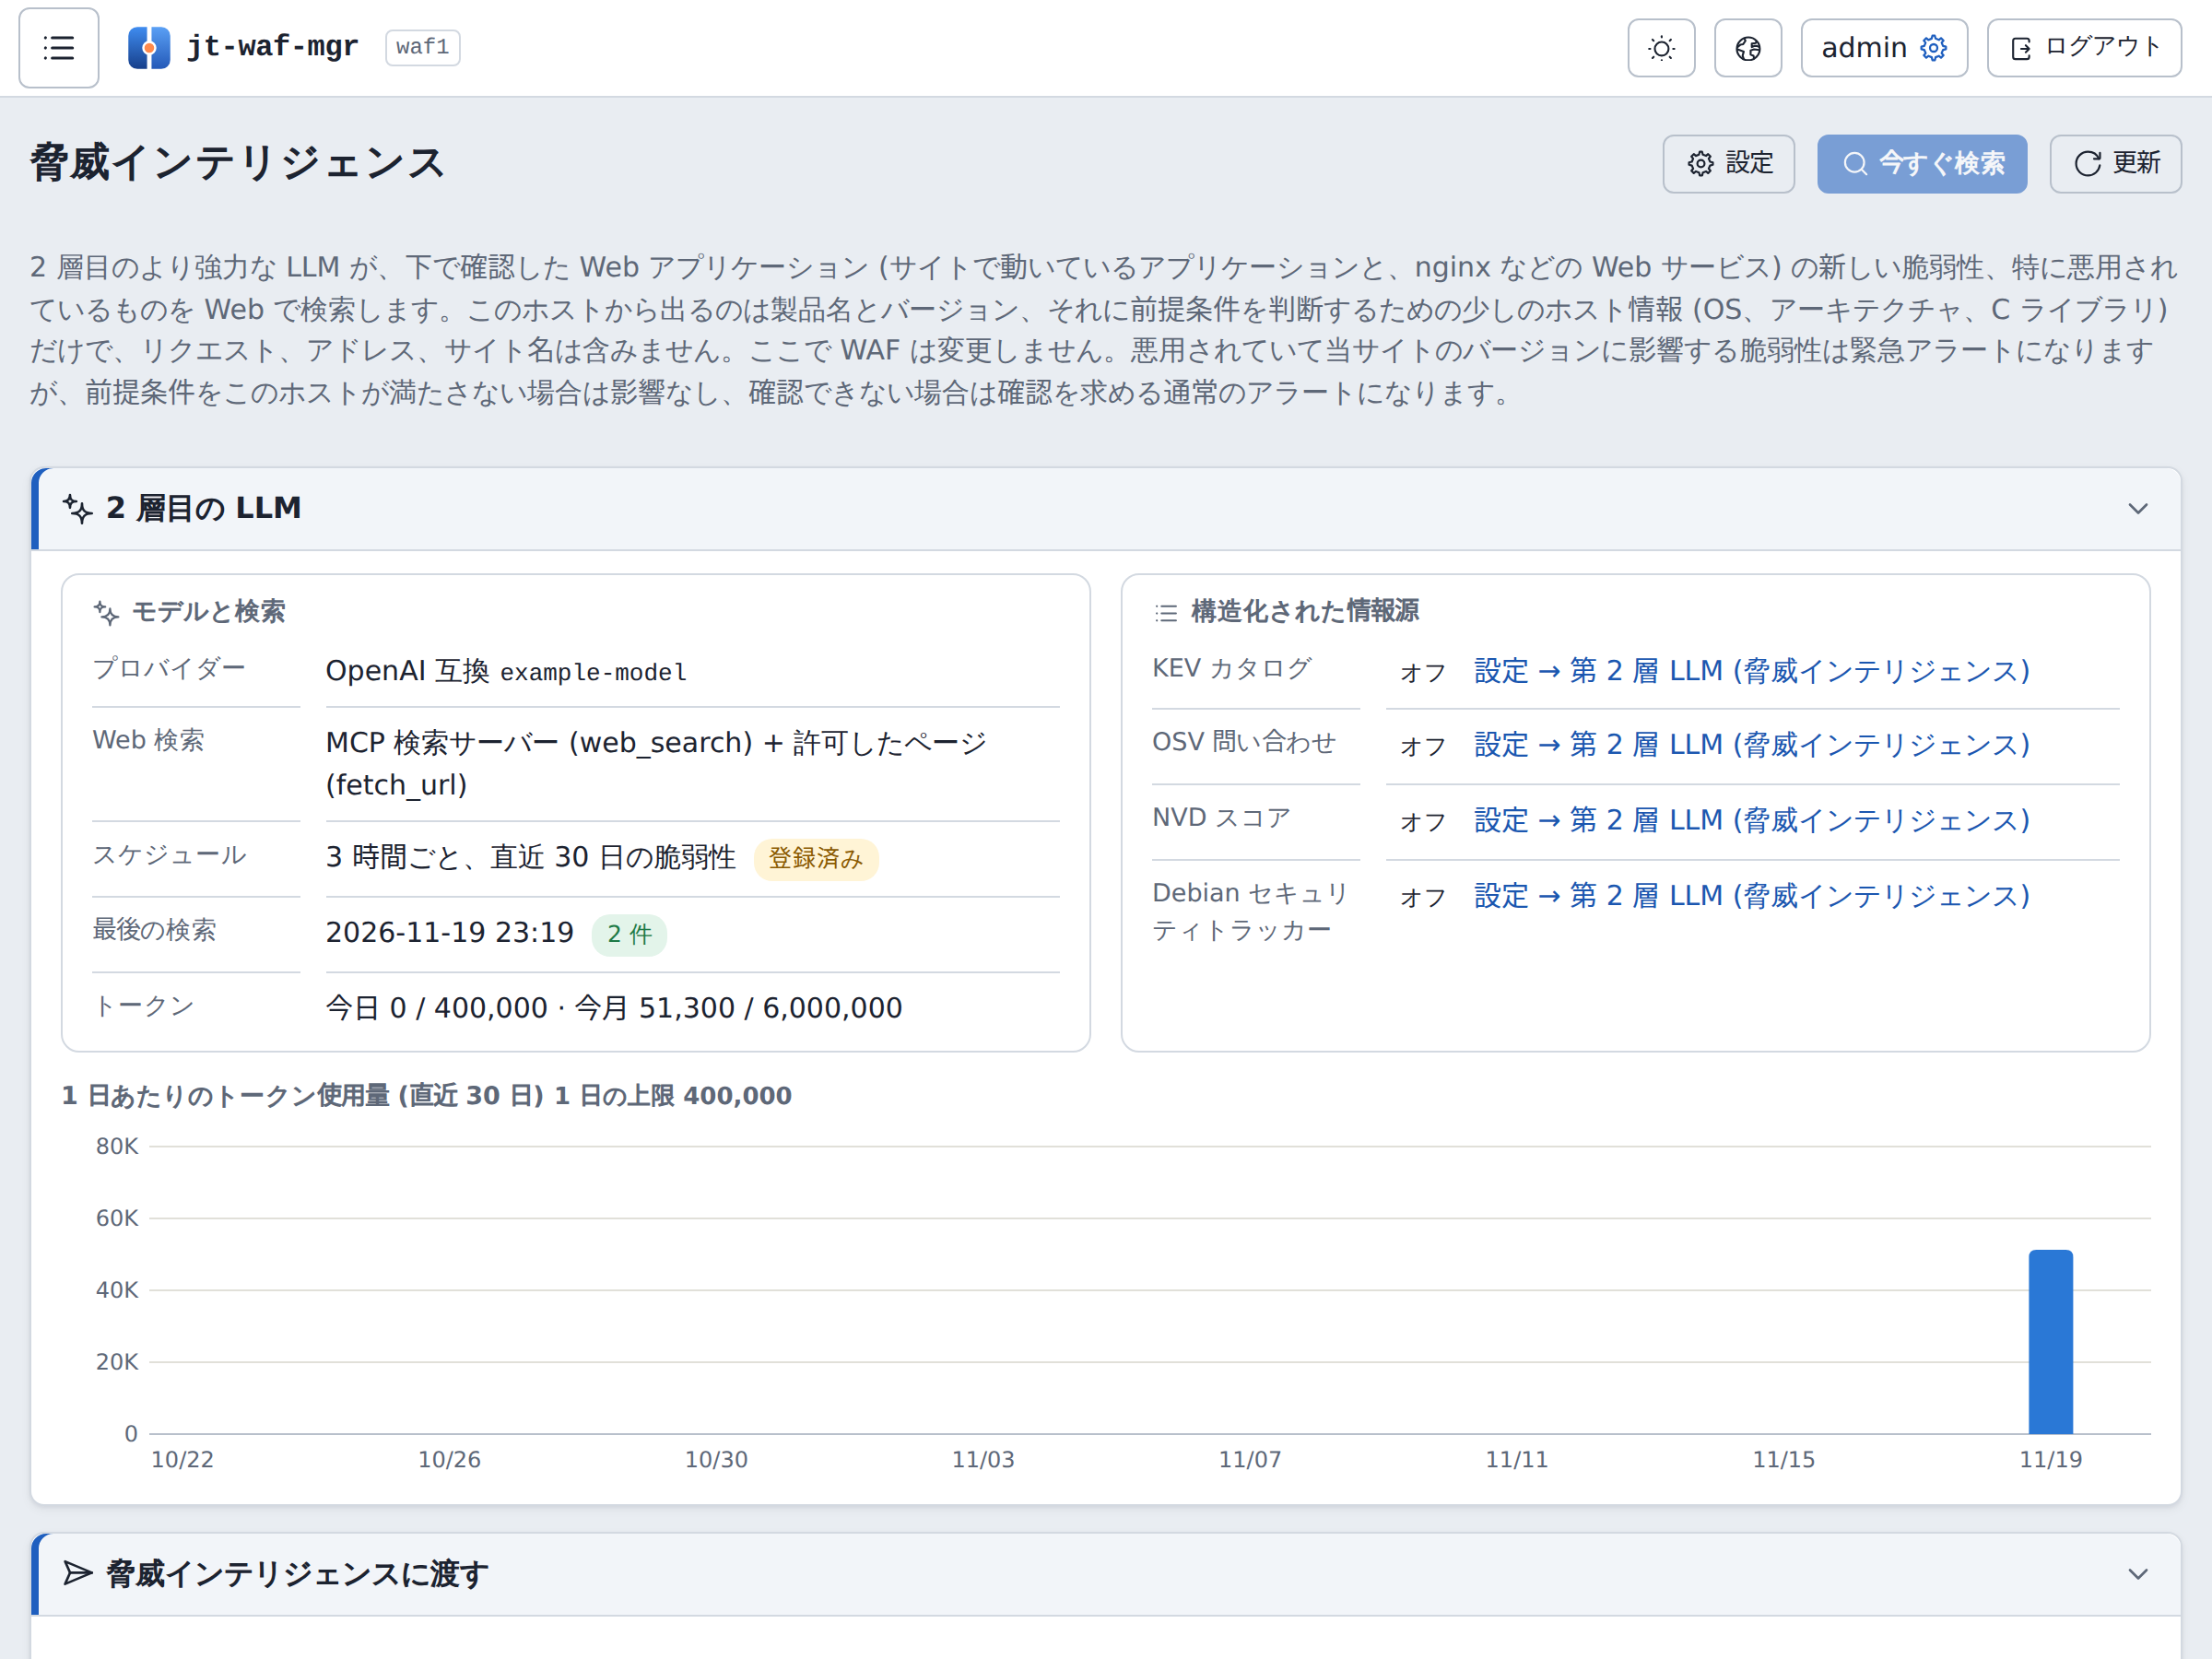 jt-waf-mgr waf1 admin ログアウト
脅威インテリジェンス 設定 今すぐ検索 更新
2 層目のより強力な LLM が、下で確認した Web アプリケーション (サイトで動いているアプリケーションと、nginx などの Web サービス) の新しい脆弱性、特に悪用され
ているものを Web で検索します。このホストから出るのは製品名とバージョン、それに前提条件を判断するための少しのホスト情報 (OS、アーキテクチャ、C ライブラリ)
だけで、リクエスト、アドレス、サイト名は含みません。ここで WAF は変更しません。悪用されていて当サイトのバージョンに影響する脆弱性は緊急アラートになります
が、前提条件をこのホストが満たさない場合は影響なし、確認できない場合は確認を求める通常のアラートになります。
2 層目の LLM
モデルと検索
プロバイダー OpenAI 互換 example-model
Web 検索 MCP 検索サーバー (web_search) + 許可したページ
(fetch_url)
スケジュール 3 時間ごと、直近 30 日の脆弱性 登録済み
最後の検索 2026-11-19 23:19 2 件
トークン 今日 0 / 400,000 · 今月 51,300 / 6,000,000
構造化された情報源
KEV カタログ オフ 設定 → 第 2 層 LLM (脅威インテリジェンス)
OSV 問い合わせ オフ 設定 → 第 2 層 LLM (脅威インテリジェンス)
NVD スコア オフ 設定 → 第 2 層 LLM (脅威インテリジェンス)
Debian セキュリ オフ 設定 → 第 2 層 LLM (脅威インテリジェンス)
ティトラッカー
1 日あたりのトークン使用量 (直近 30 日) 1 日の上限 400,000
80K
60K
40K
20K
0
10/22 10/26 10/30 11/03 11/07 11/11 11/15 11/19
脅威インテリジェンスに渡す